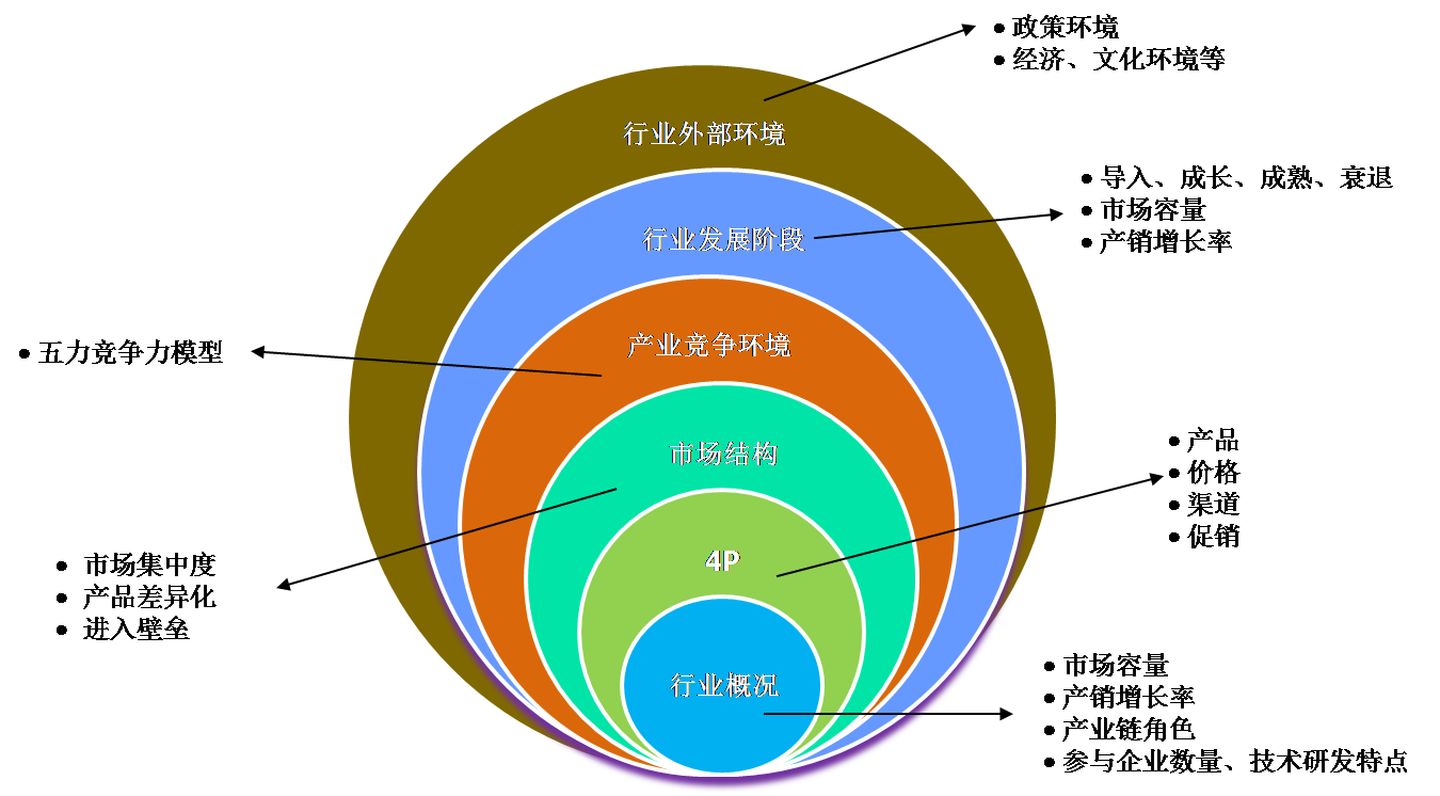 • 政策环境
• 经济、文化环境等
行业外部环境
• 导入、成长、成熟、衰退
• 市场容量
• 产销增长率
行业发展阶段
产业竞争环境
• 五力竞争力模型
市场结构
• 产品
• 价格
• 渠道
• 促销
4P
• 市场集中度
• 产品差异化
• 进入壁垒
行业概况
• 市场容量
• 产销增长率
• 产业链角色
• 参与企业数量、技术研发特点